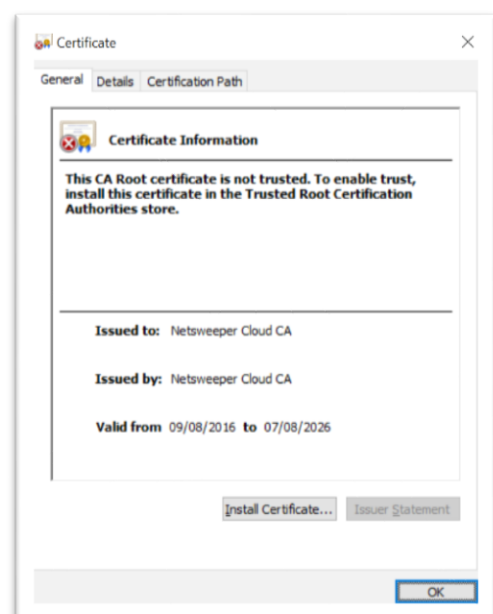 Certificate
General Details Certification Path
Certificate Information
This CA Root certificate is not trusted. To enable trust,
install this certificate in the Trusted Root Certification
Authorities store.
Issued to: Netsweeper Cloud CA
Issued by: Netsweeper Cloud CA
Valid from 09/08/2016 to 07/08/2026
Install Certificate... Issuer Statement
OK